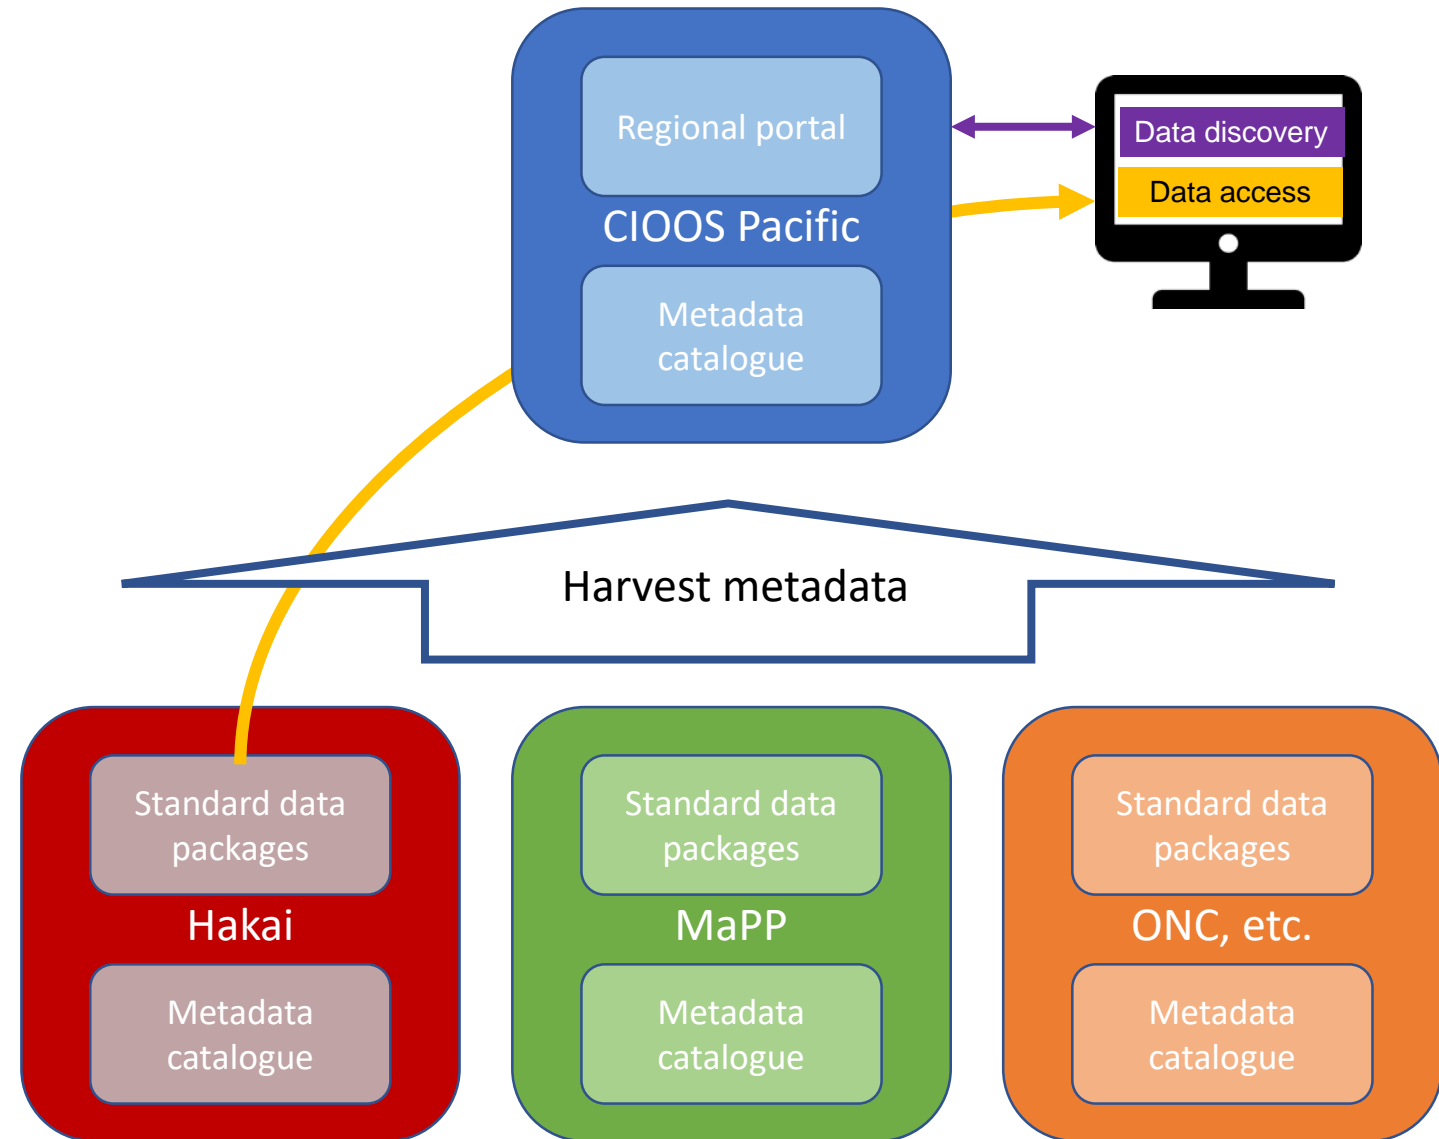 Regional portal
CIOOS Pacific
Metadata
catalogue
Data discovery
Data access
Harvest metadata
Standard data
packages
Hakai
Metadata
catalogue
Standard data
packages
MaPP
Metadata
catalogue
Standard data
packages
ONC, etc.
Metadata
catalogue